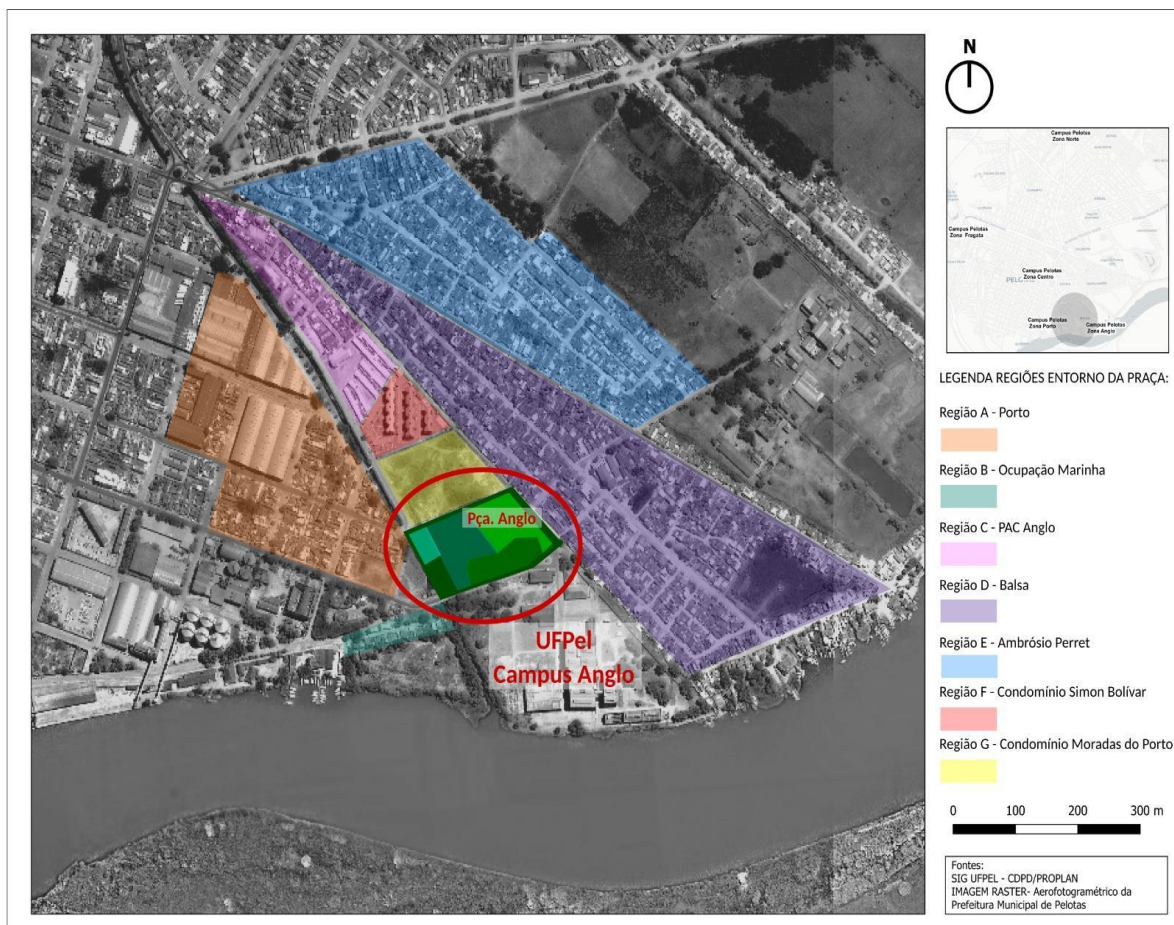 N
Campus Pelotas
Zona Norte
Campus Pelotas
Zona Fragata
Campus Pelotas
Zona Centro
Campus Pelotas
Zona Porto
Campus Pelotas
Zona Anglo
LEGENDA REGIÕES ENTORNO DA PRAÇA:
Região A - Porto
Região B - Ocupação Marinha
Região C - PAC Anglo
Região D - Balsa
Região E - Ambrósio Perret
Região F - Condomínio Simon Bolívar
Região G - Condomínio Moradas do Porto
0 100 200 300 m
Fontes:
SIG UFPEL - CDPD/PROPLAN
IMAGEM RASTER- Aerofotogramétrico da
Prefeitura Municipal de Pelotas
Pça. Anglo
UFPel
Campus Anglo